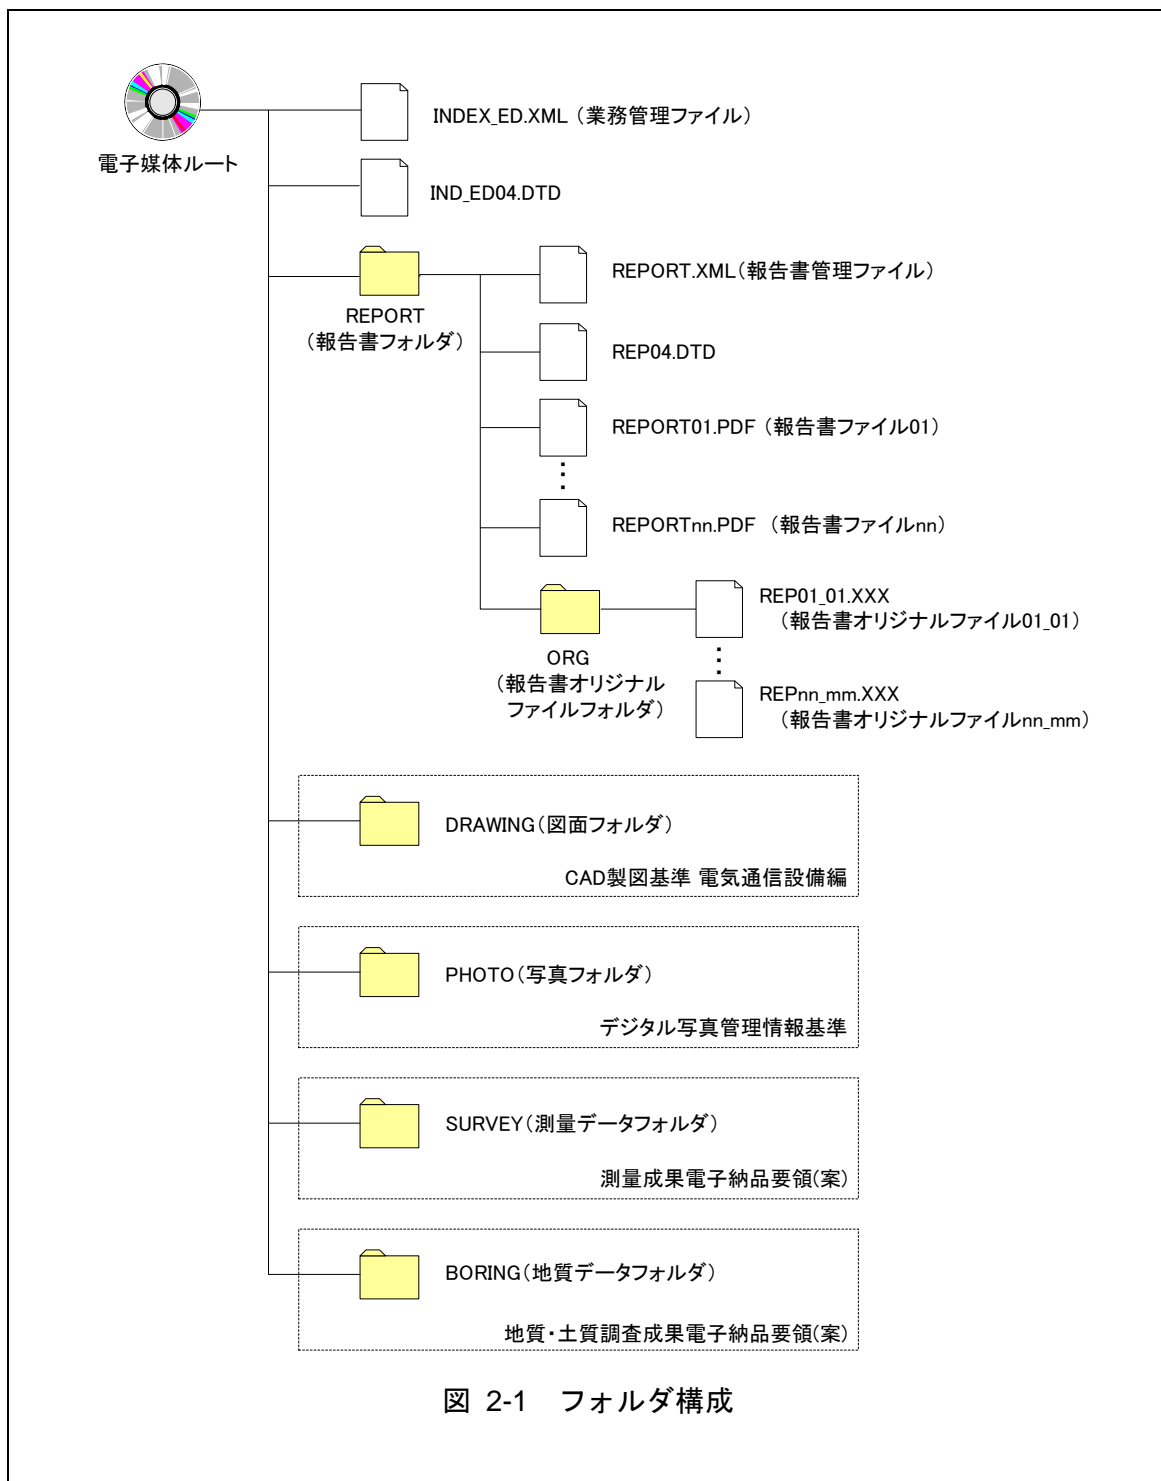 電子媒体ルート
INDEX_ED.XML（業務管理ファイル）
IND_ED04.DTD
REPORT
（報告書フォルダ）
REPORT.XML（報告書管理ファイル）
REP04.DTD
REPORT01.PDF（報告書ファイル01）
REPORTnn.PDF （報告書ファイルnn）
ORG
（報告書オリジナル
ファイルフォルダ）
REP01_01.XXX
（報告書オリジナルファイル01_01）
REPnn_mm.XXX
（報告書オリジナルファイルnn_mm）
DRAWING（図面フォルダ）
CAD製図基準 電気通信設備編
PHOTO（写真フォルダ）
デジタル写真管理情報基準
SURVEY（測量データフォルダ）
測量成果電子納品要領(案)
BORING（地質データフォルダ）
地質・土質調査成果電子納品要領(案)
図 2-1　フォルダ構成